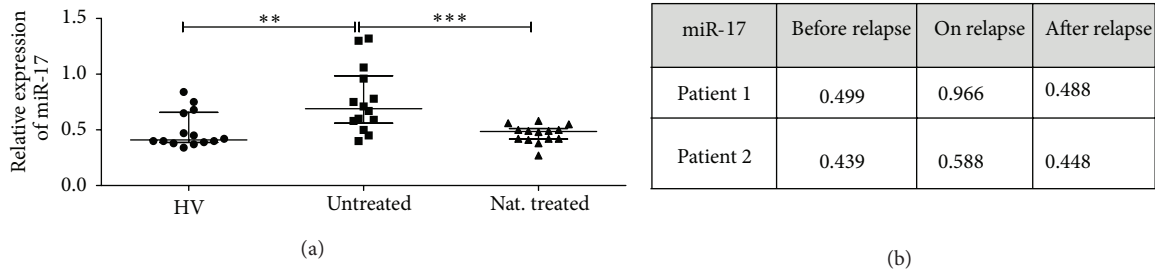 Relative expression
of miR-17
1.5
1.0
0.5
0.0
**
***
HV
Untreated
Nat. treated
(a)
miR-17 Before relapse On relapse After relapse
Patient 1 0.499 0.966 0.488
Patient 2 0.439 0.588 0.448
(b)